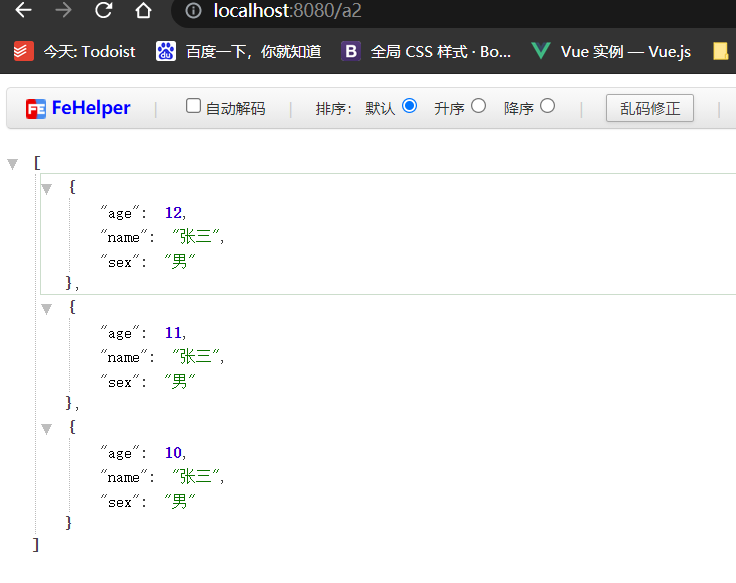 localhost:8080/a2
今天: Todoist 百度一下，你就知道 B 全局 CSS 样式 · Bo... Vue 实例 — Vue.js
FE FeHelper | 自动解码 | 排序： 默认 升序 降序 | 乱码修正 |
[
{
"age": 12,
"name": "张三",
"sex": "男"
},
{
"age": 11,
"name": "张三",
"sex": "男"
},
{
"age": 10,
"name": "张三",
"sex": "男"
}
]